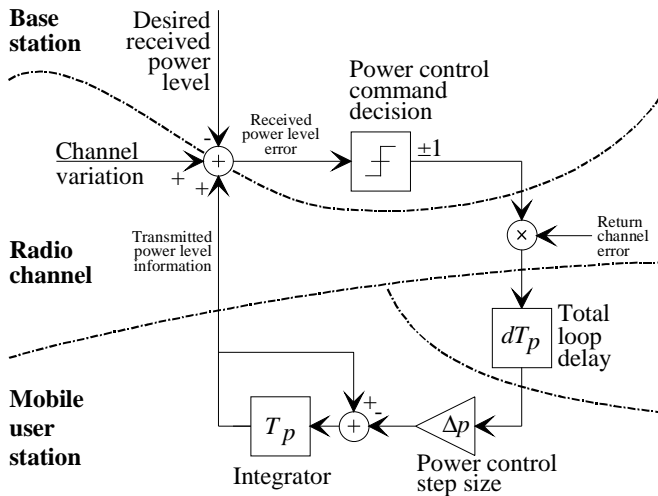 Base
station
Desired
received
power
level
Power control
command
decision
-
Received
power level
error
±1
Channel
variation
+
+
+
Radio
channel
Transmitted
power level
information
×
Return
channel
error
dTp
Total
loop
delay
Mobile
user
station
Tp
Integrator
+
-
+
Δp
Power control
step size